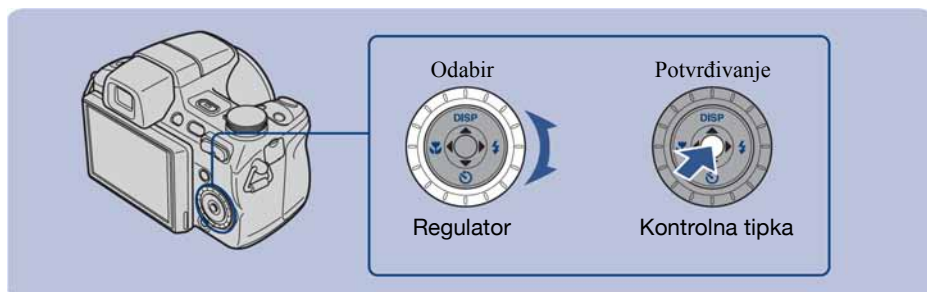 Odabir
Potvrđivanje
DISP
DISP
Regulator
Kontrolna tipka